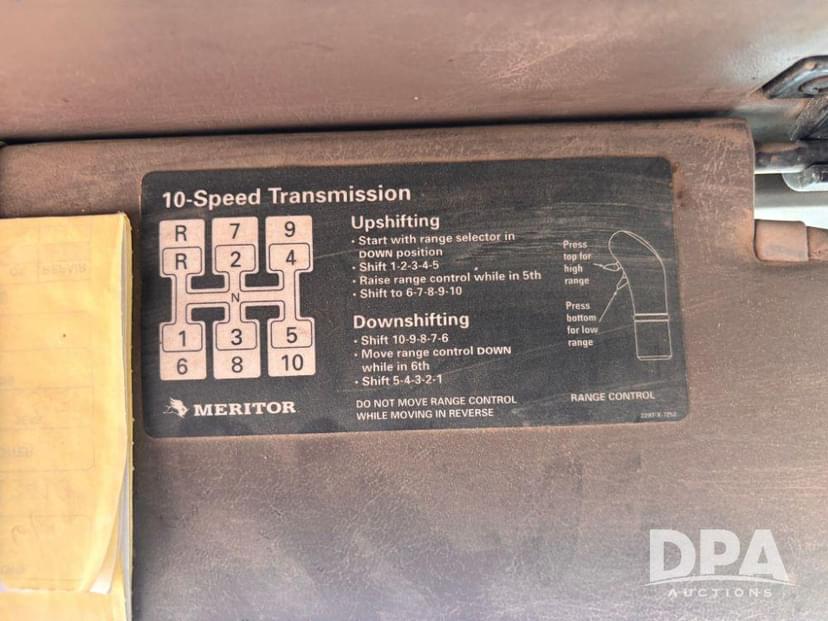 10-Speed Transmission
R 7 9
R 2 4
N
1 3 5
6 8 10
MERITOR
Upshifting
· Start with range selector in
DOWN position
· Shift 1-2-3-4-5
· Raise range control while in 5th
· Shift to 6-7-8-9-10
Downshifting
· Shift 10-9-8-7-6
· Move range control DOWN
while in 6th
· Shift 5-4-3-2-1
DO NOT MOVE RANGE CONTROL
WHILE MOVING IN REVERSE
Press
top for
high
range
Press
bottom
for low
range
RANGE CONTROL
DPA
AUCTIONS